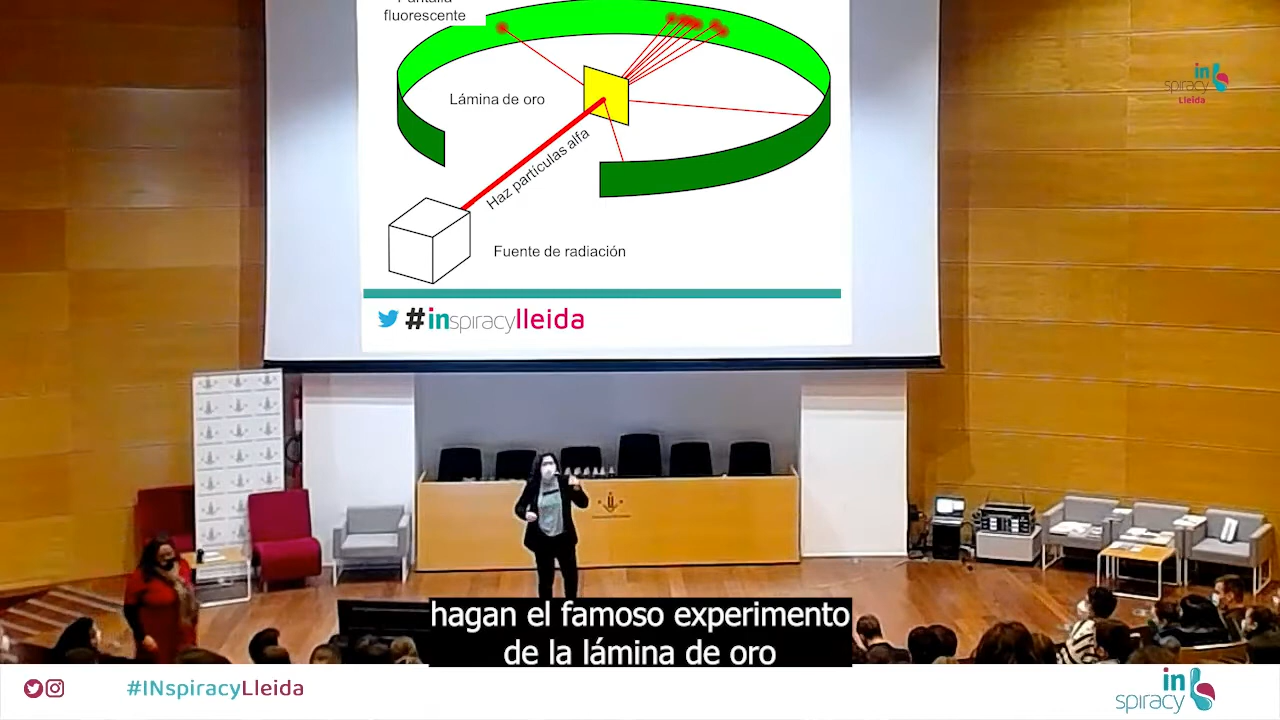 fluorescente
Lámina de oro
Haz partículas alfa
Fuente de radiación
#inspiracylleida
in
spiracy
Lleida
hagan el famoso experimento
de la lámina de oro
#INspiracyLleida
in
spiracy